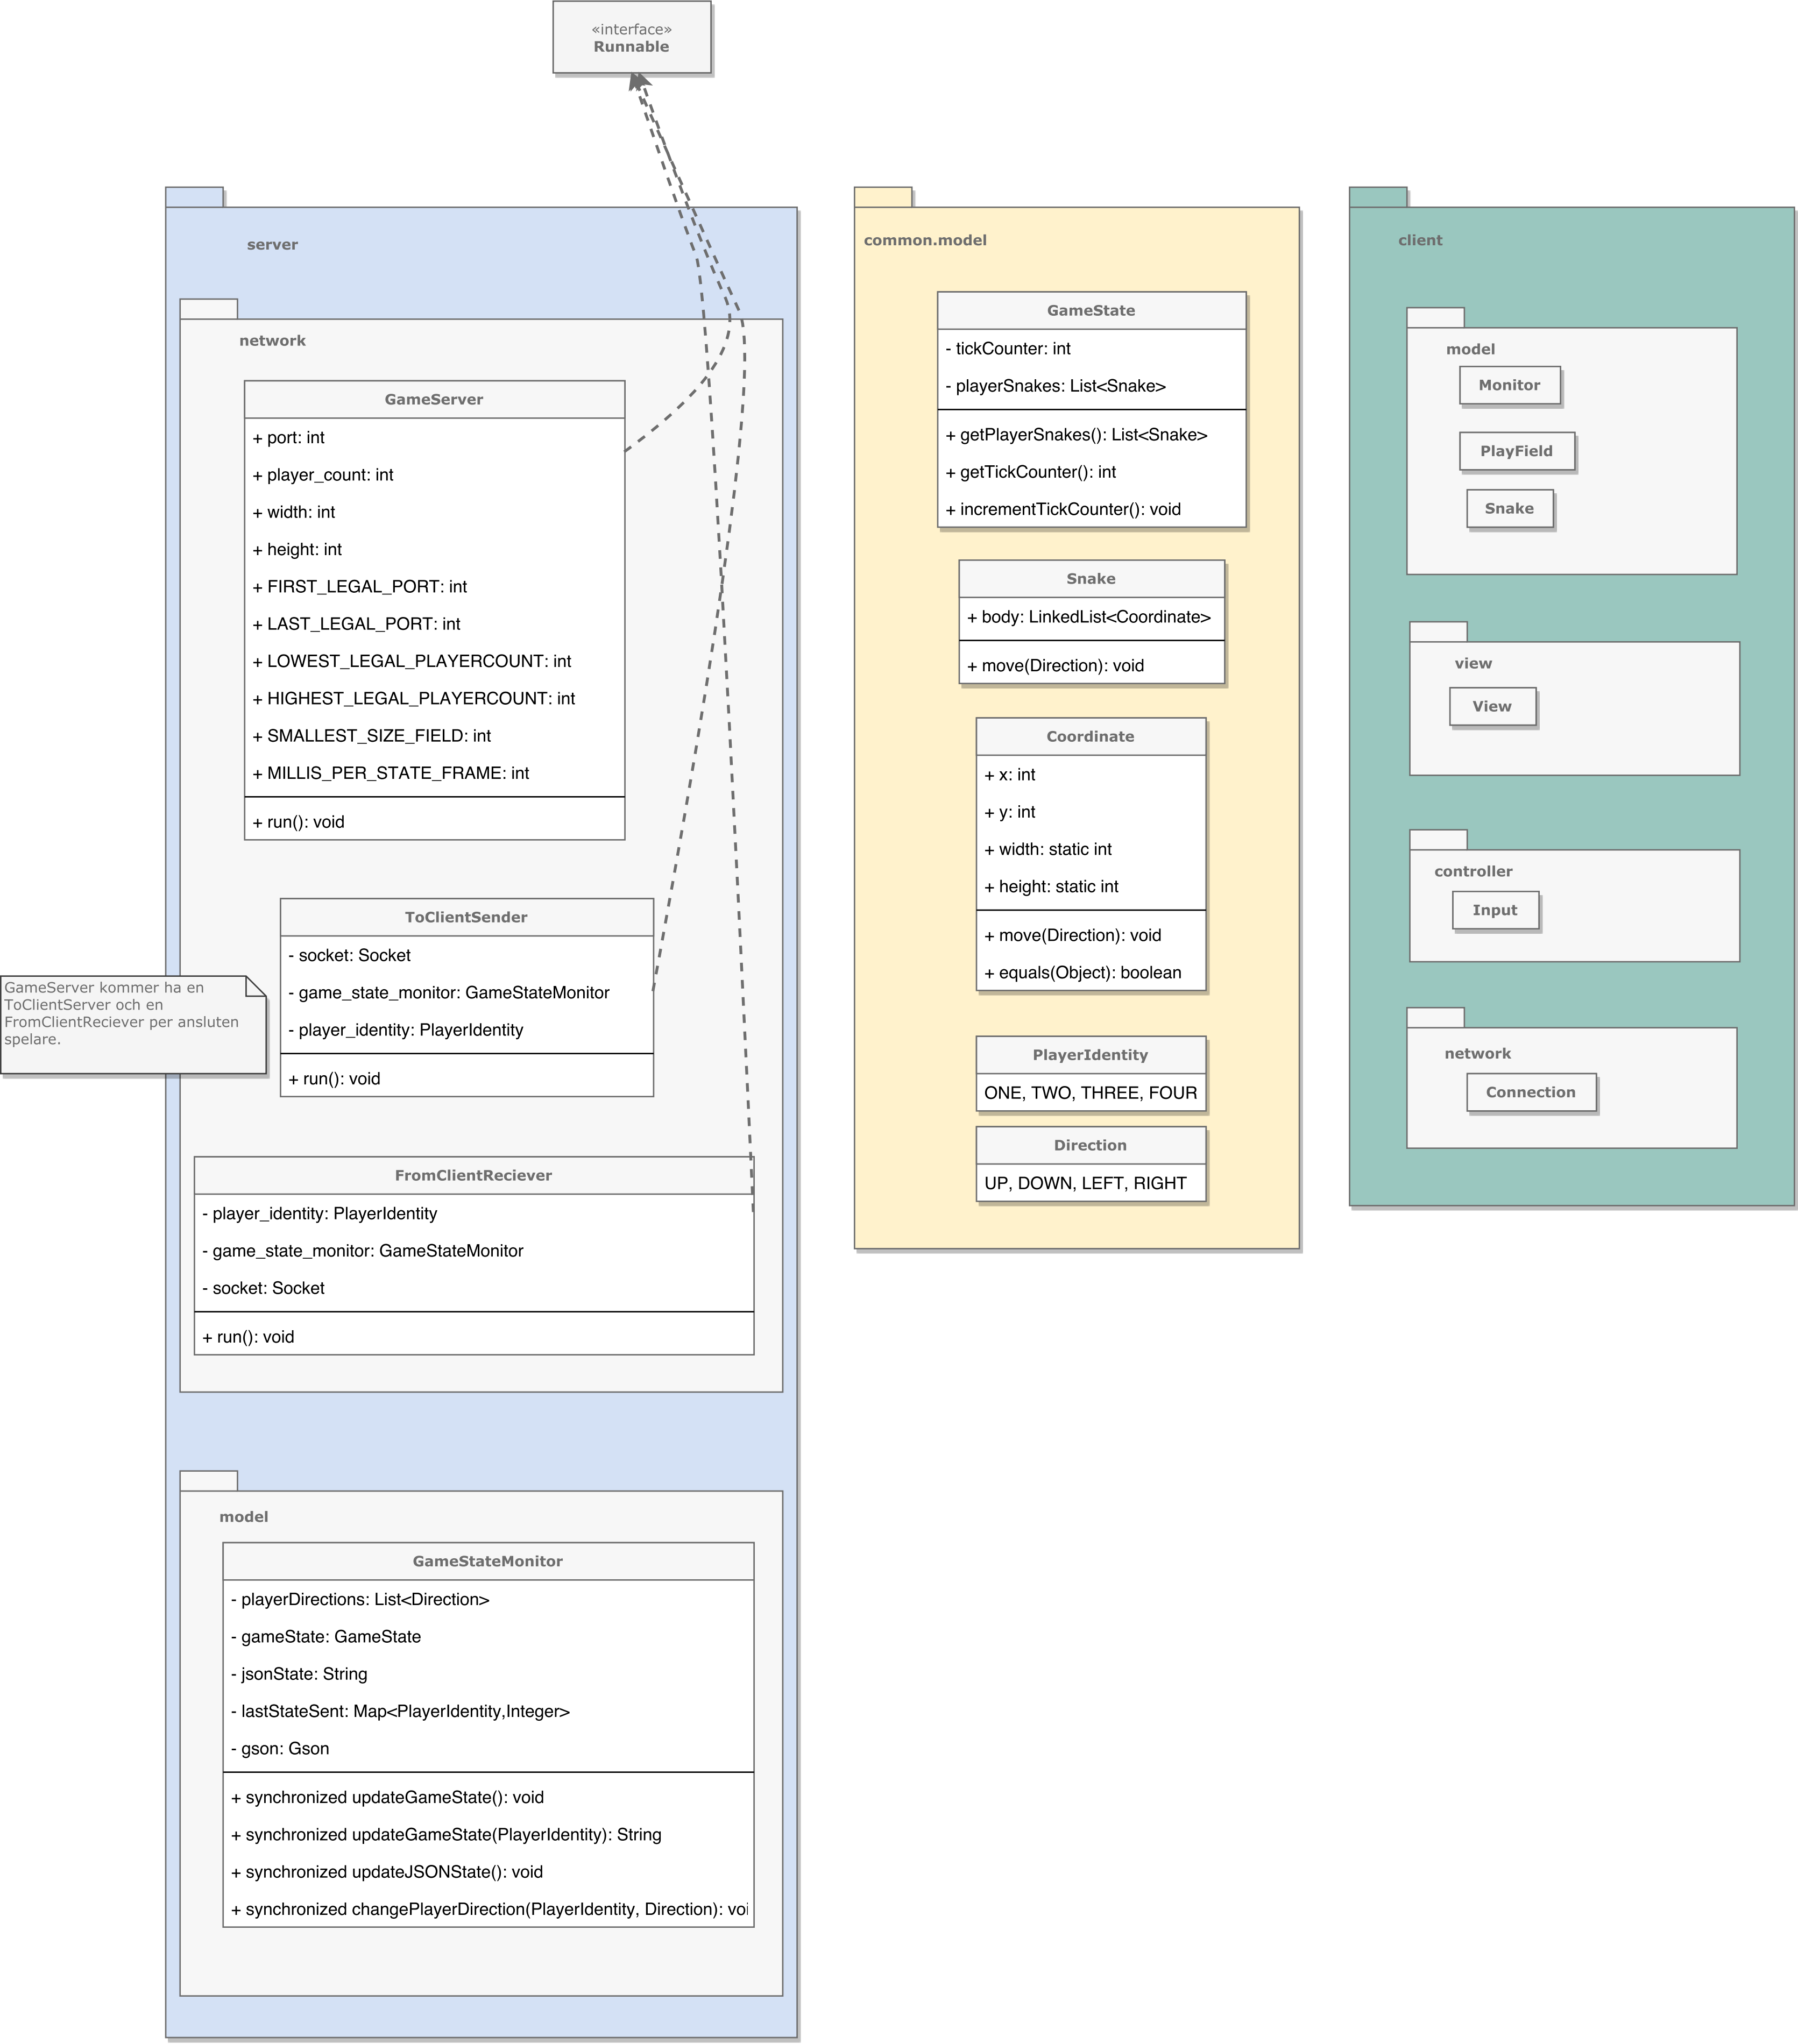 «interface»
Runnable
server
network
GameServer
+ port: int
+ player_count: int
+ width: int
+ height: int
+ FIRST_LEGAL_PORT: int
+ LAST_LEGAL_PORT: int
+ LOWEST_LEGAL_PLAYERCOUNT: int
+ HIGHEST_LEGAL_PLAYERCOUNT: int
+ SMALLEST_SIZE_FIELD: int
+ MILLIS_PER_STATE_FRAME: int
+ run(): void
ToClientSender
- socket: Socket
- game_state_monitor: GameStateMonitor
- player_identity: PlayerIdentity
+ run(): void
GameServer kommer ha en
ToClientServer och en
FromClientReciever per ansluten
spelare.
FromClientReciever
- player_identity: PlayerIdentity
- game_state_monitor: GameStateMonitor
- socket: Socket
+ run(): void
model
GameStateMonitor
- playerDirections: List<Direction>
- gameState: GameState
- jsonState: String
- lastStateSent: Map<PlayerIdentity,Integer>
- gson: Gson
+ synchronized updateGameState(): void
+ synchronized updateGameState(PlayerIdentity): String
+ synchronized updateJSONState(): void
+ synchronized changePlayerDirection(PlayerIdentity, Direction): voi
common.model
GameState
- tickCounter: int
- playerSnakes: List<Snake>
+ getPlayerSnakes(): List<Snake>
+ getTickCounter(): int
+ incrementTickCounter(): void
Snake
+ body: LinkedList<Coordinate>
+ move(Direction): void
Coordinate
+ x: int
+ y: int
+ width: static int
+ height: static int
+ move(Direction): void
+ equals(Object): boolean
PlayerIdentity
ONE, TWO, THREE, FOUR
Direction
UP, DOWN, LEFT, RIGHT
client
model
Monitor
PlayField
Snake
view
View
controller
Input
network
Connection